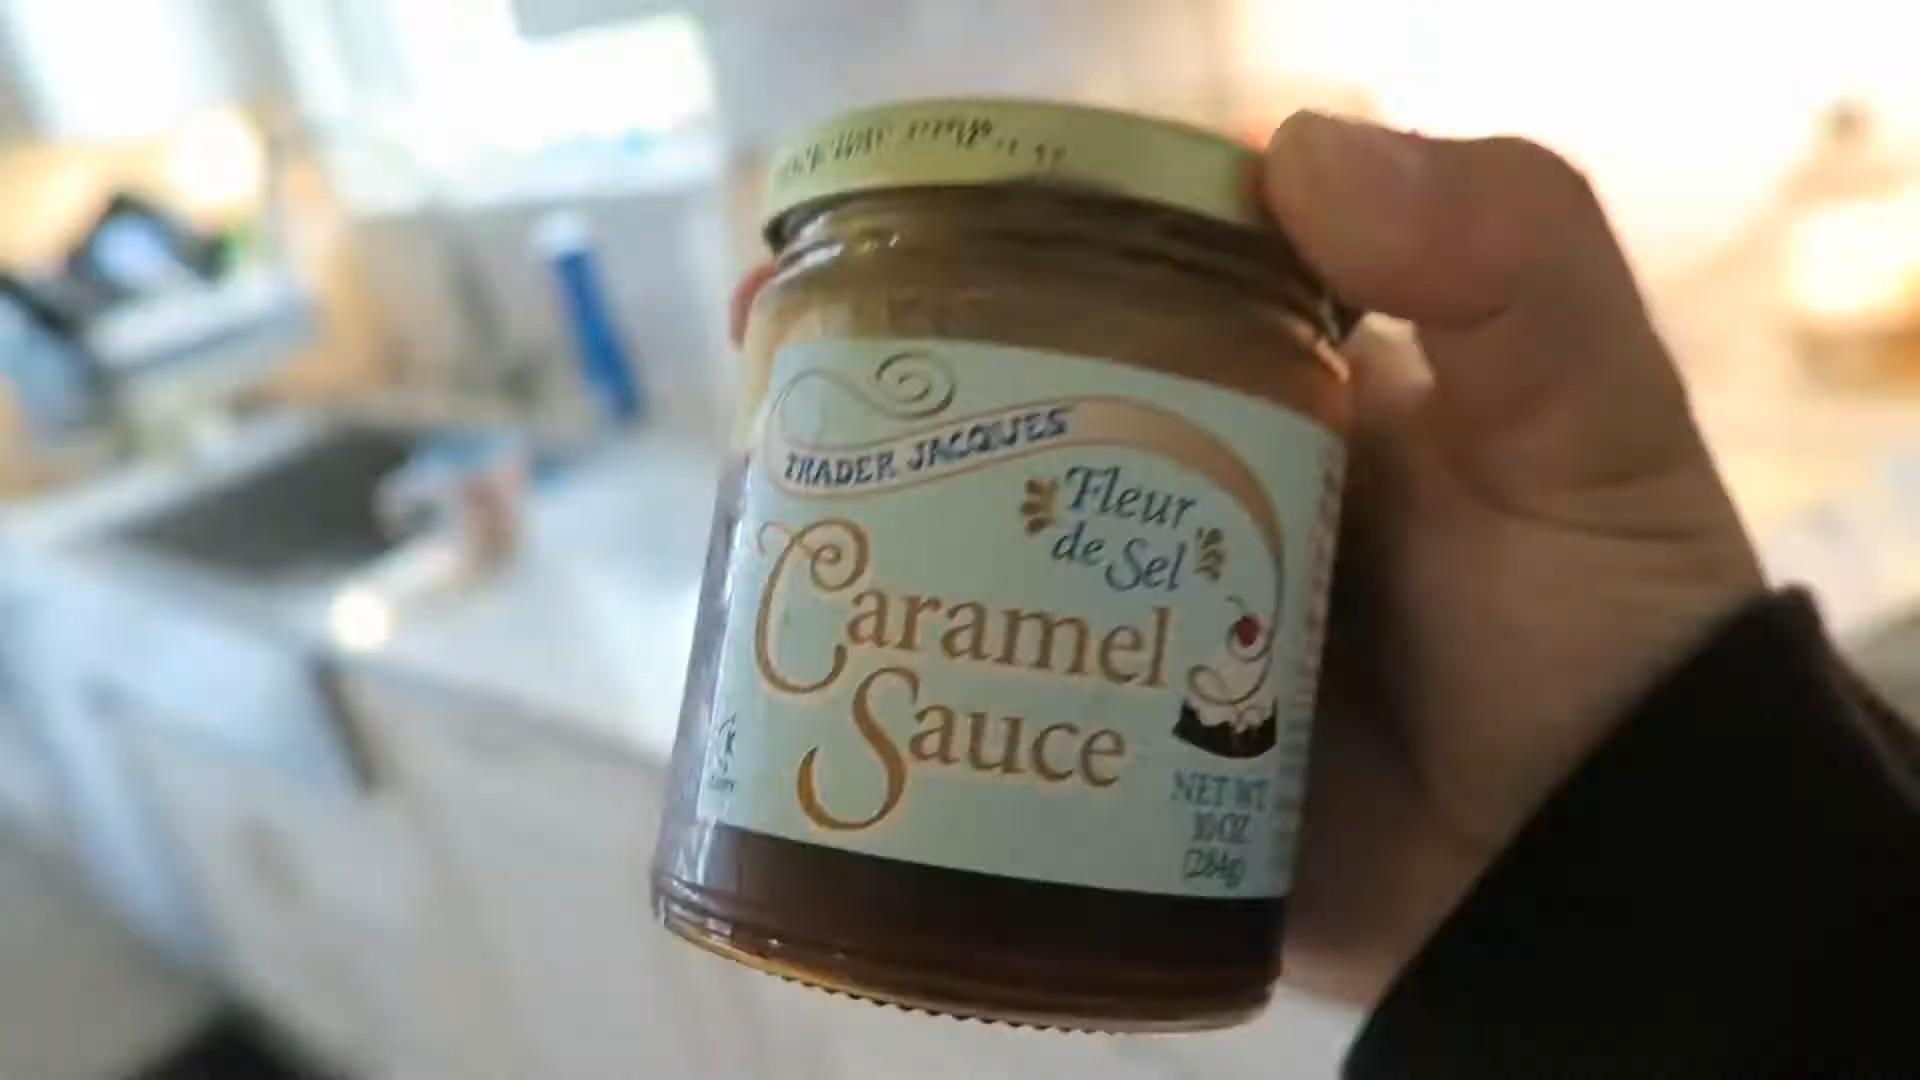 TRADER JACQUES
Fleur
de Sel
Caramel
Sauce
NET WT
10 OZ
(284g)